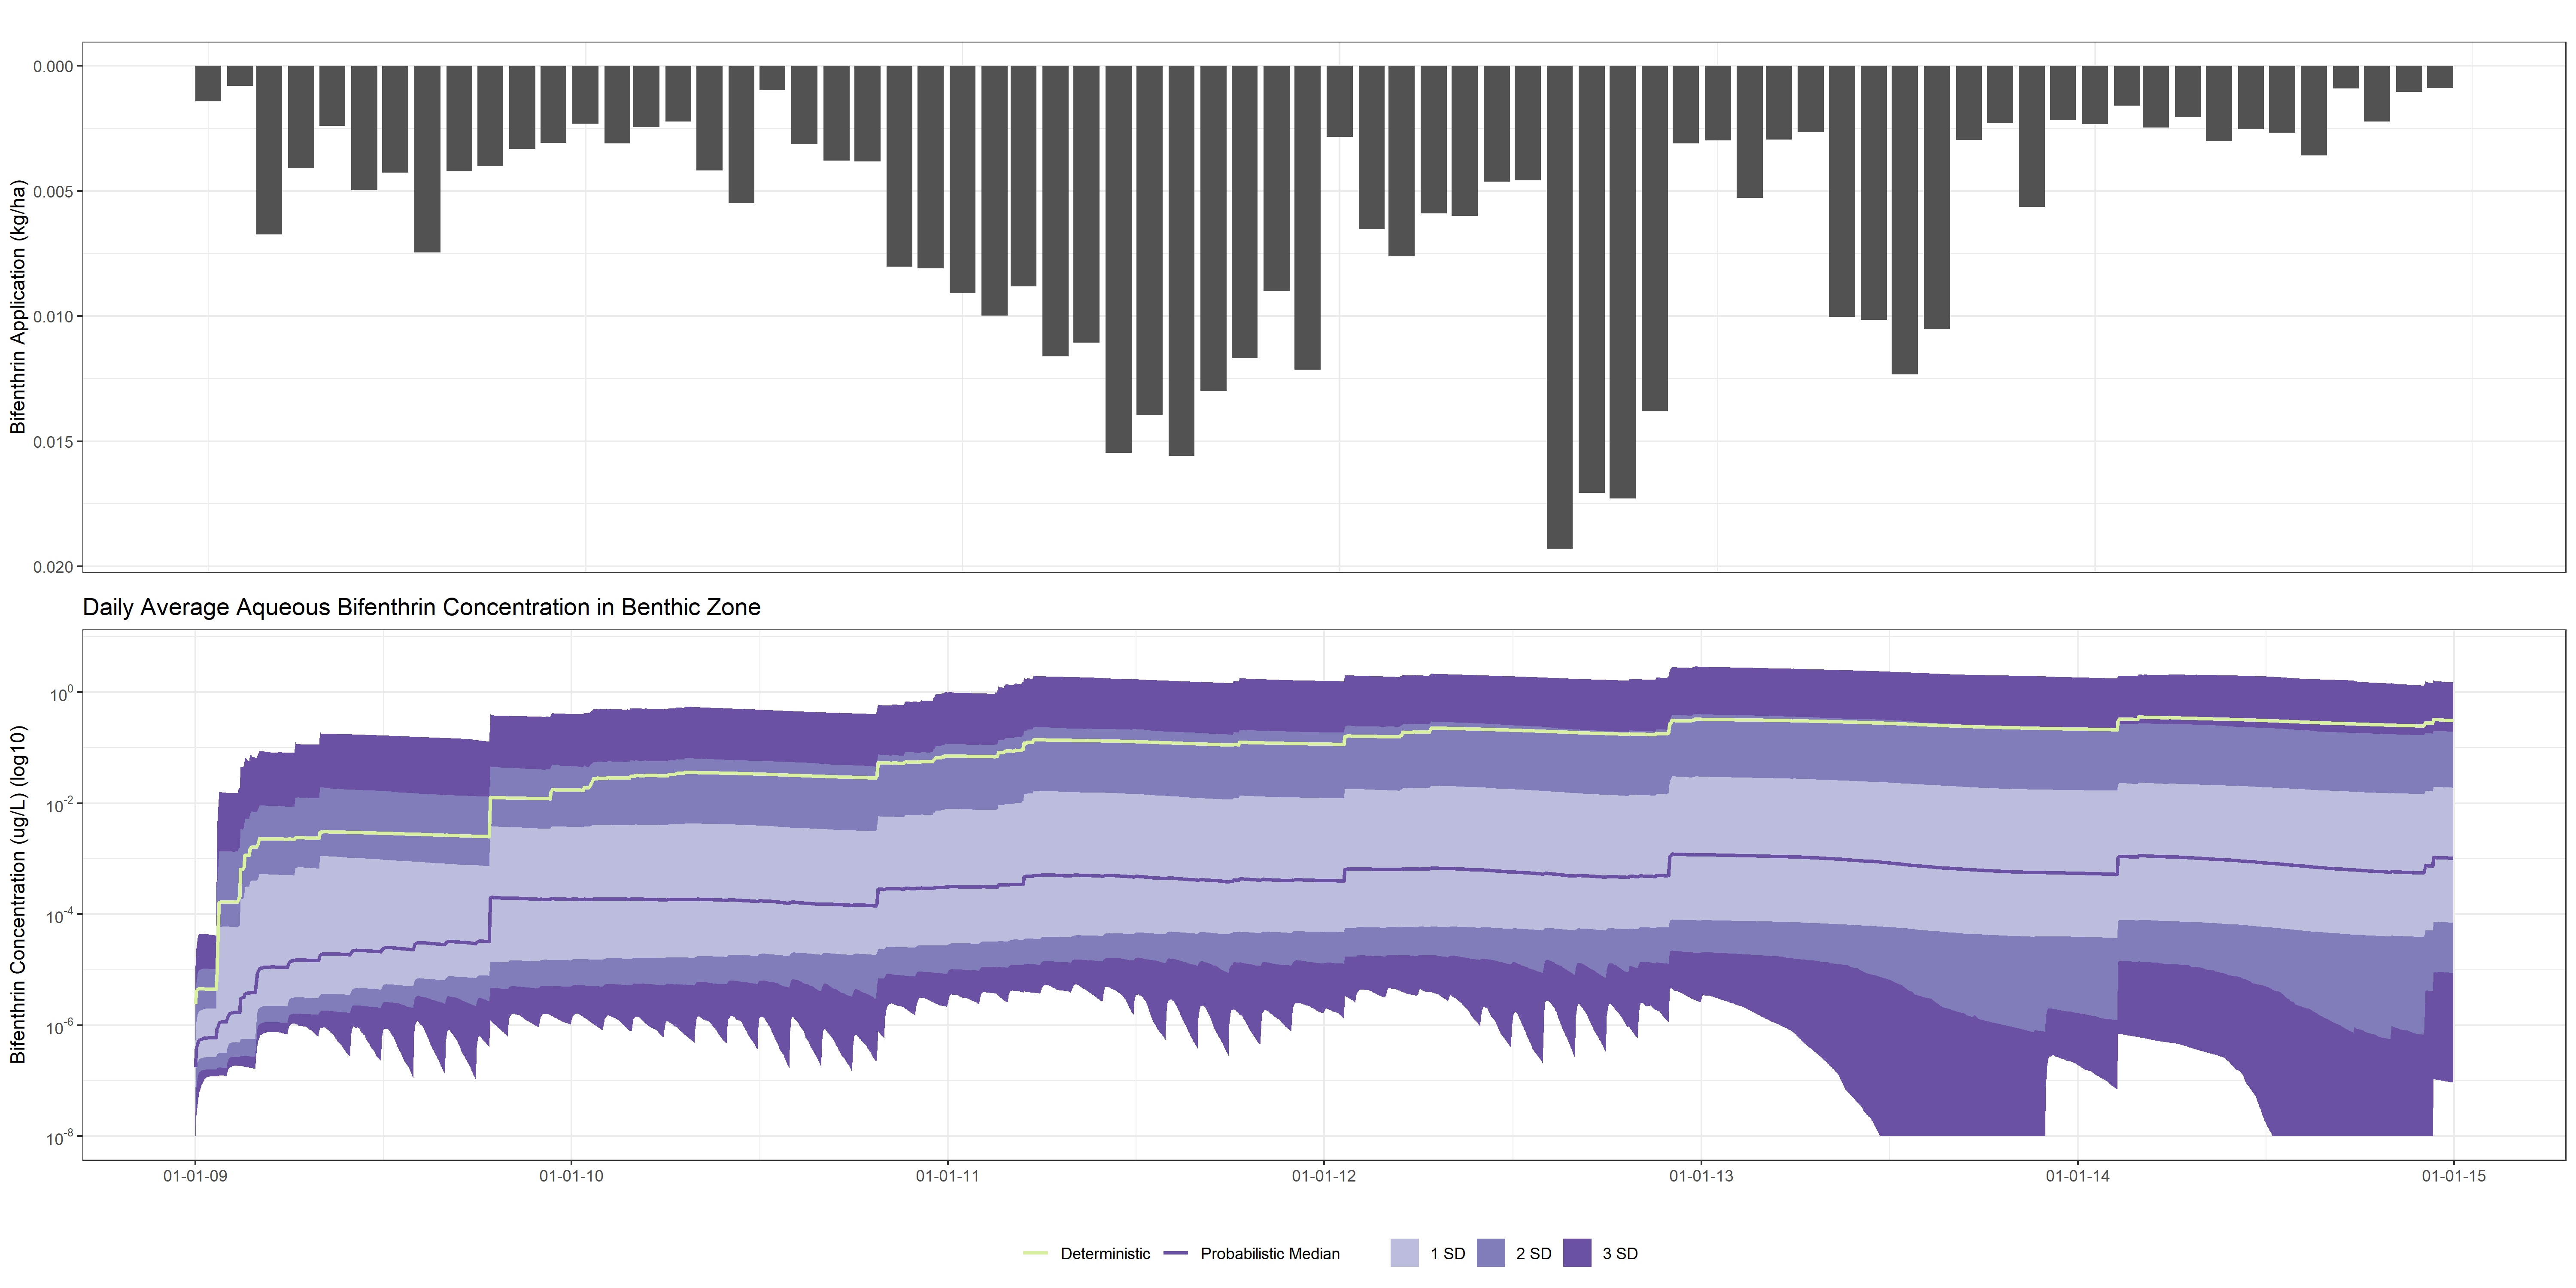 Bifenthrin Application (kg/ha)
0.000
0.005
0.010
0.015
0.020
Daily Average Aqueous Bifenthrin Concentration in Benthic Zone
Bifenthrin Concentration (ug/L) (log10)
10^0
10^-2
10^-4
10^-6
10^-8
01-01-09 01-01-10 01-01-11 01-01-12 01-01-13 01-01-14 01-01-15
Deterministic Probabilistic Median 1 SD 2 SD 3 SD